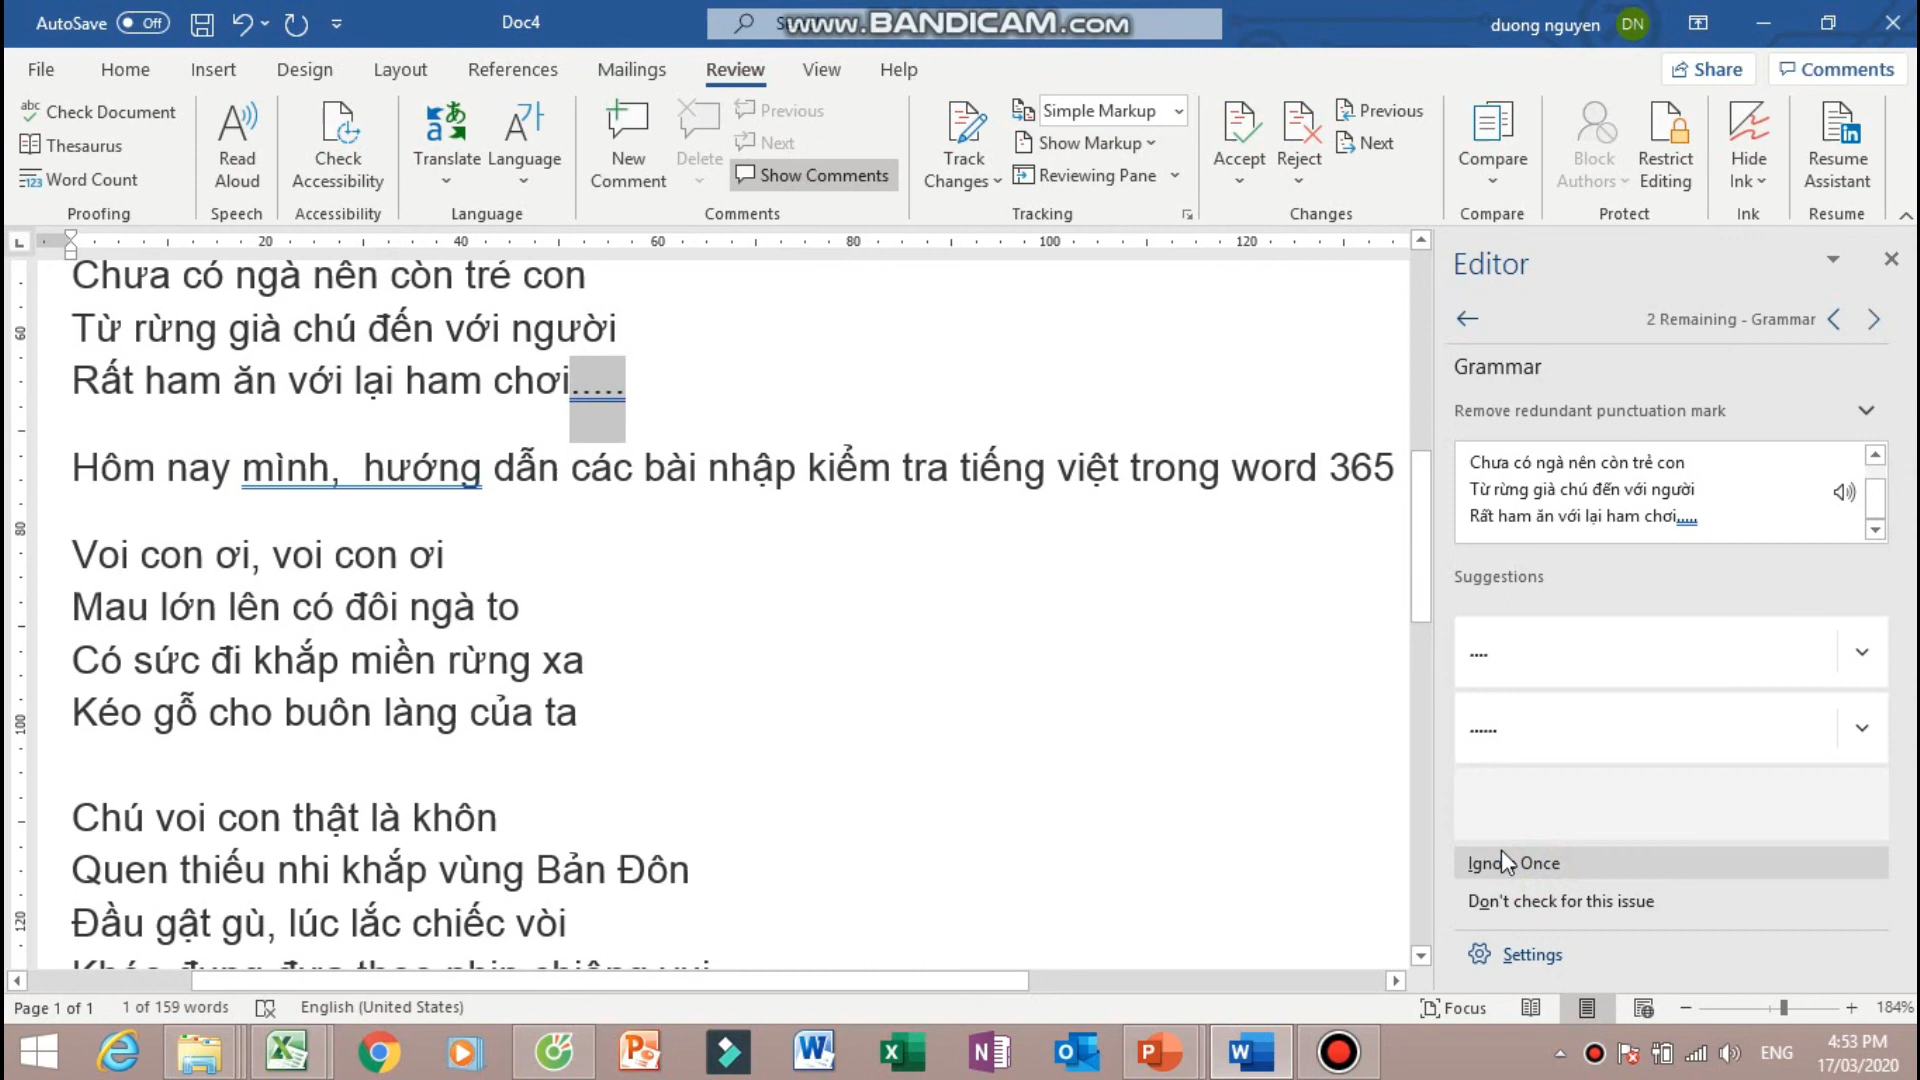 AutoSave Off Doc4 www.BANDICAM.com duong nguyen DN
File Home Insert Design Layout References Mailings Review View Help Share Comments
Check Document
Thesaurus
Word Count
Proofing
Read Aloud
Speech
Check Accessibility
Accessibility
Translate Language
Language
New Comment
Delete
Previous
Next
Show Comments
Comments
Track Changes
Simple Markup
Show Markup
Reviewing Pane
Tracking
Accept Reject
Previous
Next
Changes
Compare
Compare
Block Authors
Restrict Editing
Protect
Hide Ink
Ink
Resume Assistant
Resume
20 40 60 80 100 120
60
80
100
120
Chưa có ngà nên còn trẻ con
Từ rừng già chú đến với người
Rất ham ăn với lại ham chơi.....
Hôm nay mình,  hướng dẫn các bài nhập kiểm tra tiếng việt trong word 365
Voi con ơi, voi con ơi
Mau lớn lên có đôi ngà to
Có sức đi khắp miền rừng xa
Kéo gỗ cho buôn làng của ta
Chú voi con thật là khôn
Quen thiếu nhi khắp vùng Bản Đôn
Đầu gật gù, lúc lắc chiếc vòi
Editor
2 Remaining - Grammar
Grammar
Remove redundant punctuation mark
Chưa có ngà nên còn trẻ con
Từ rừng già chú đến với người
Rất ham ăn với lại ham chơi.....
Suggestions
....
......
Ignore Once
Don't check for this issue
Settings
Page 1 of 1 1 of 159 words English (United States) Focus 184%
ENG
4:53 PM
17/03/2020